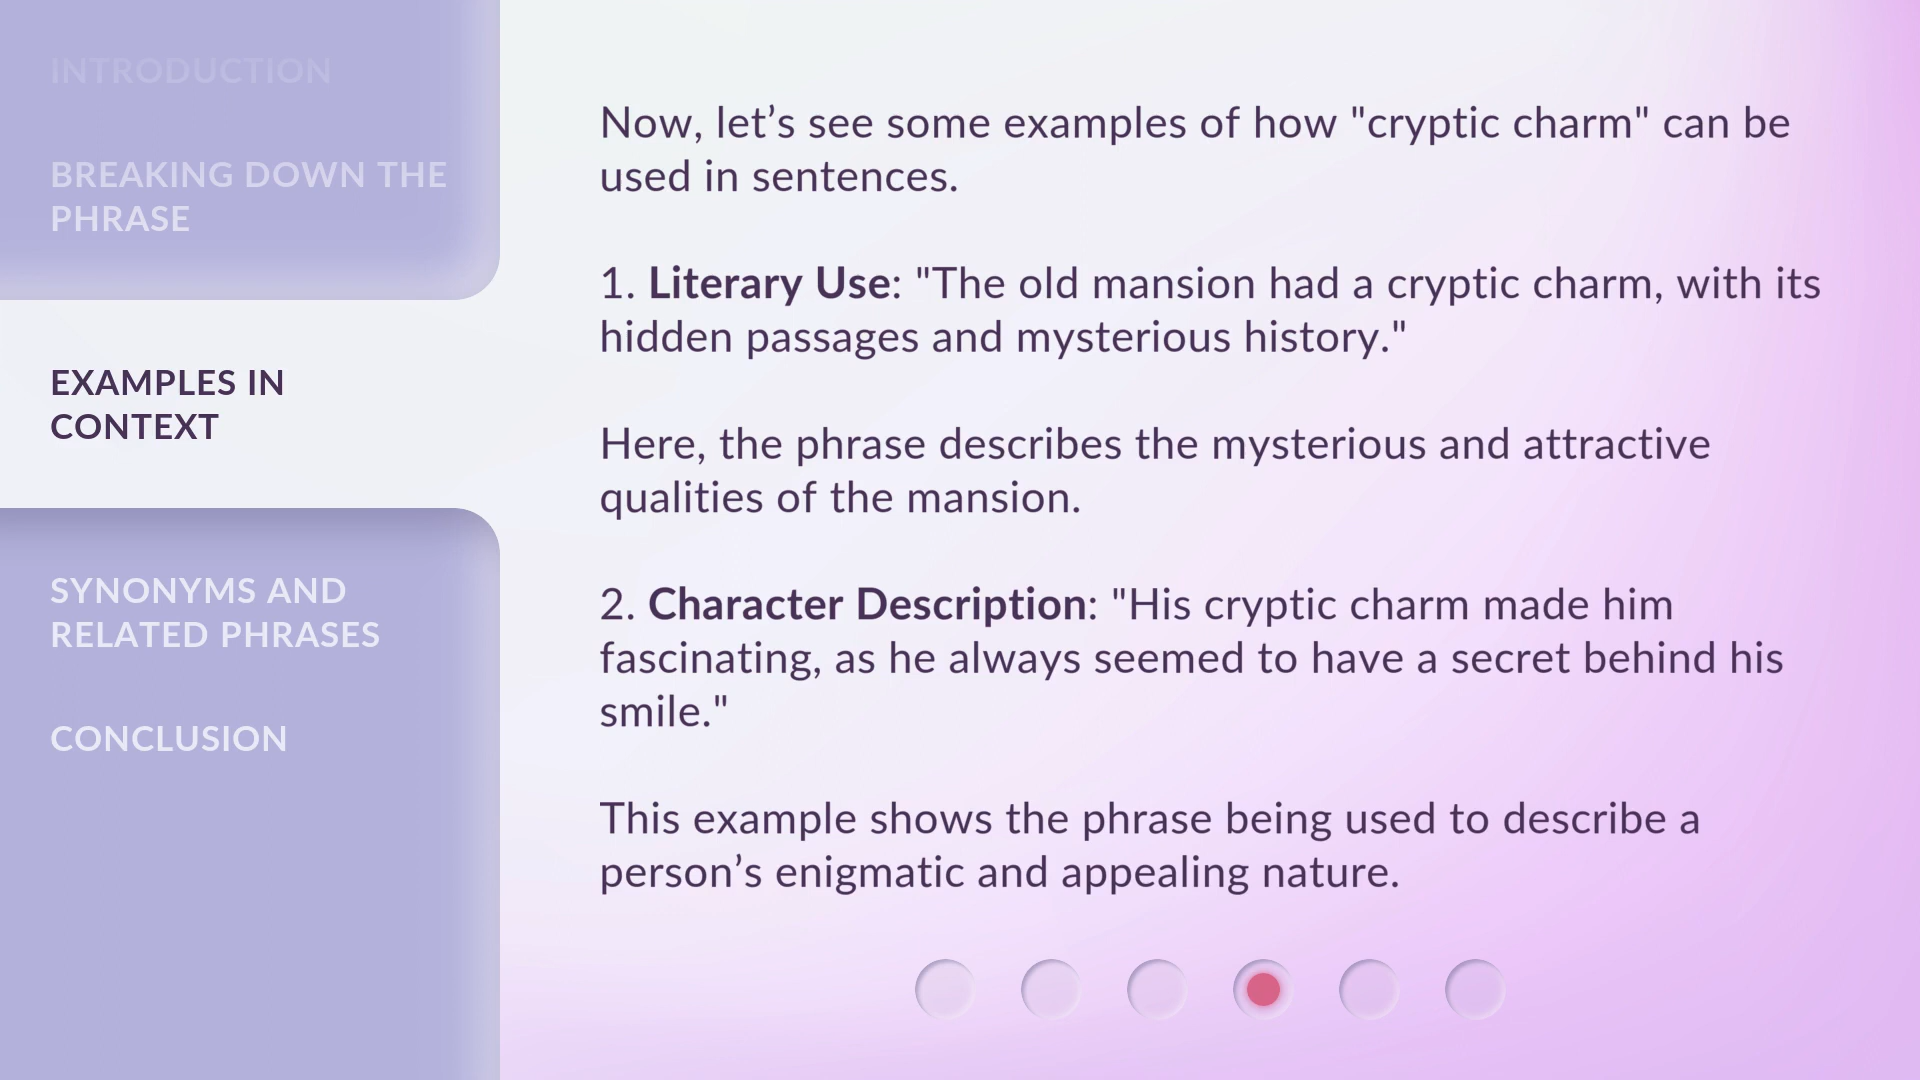 INTRODUCTION
BREAKING DOWN THE
PHRASE
EXAMPLES IN
CONTEXT
SYNONYMS AND
RELATED PHRASES
CONCLUSION
Now, let’s see some examples of how "cryptic charm" can be
used in sentences.
1. Literary Use: "The old mansion had a cryptic charm, with its
hidden passages and mysterious history."
Here, the phrase describes the mysterious and attractive
qualities of the mansion.
2. Character Description: "His cryptic charm made him
fascinating, as he always seemed to have a secret behind his
smile."
This example shows the phrase being used to describe a
person’s enigmatic and appealing nature.